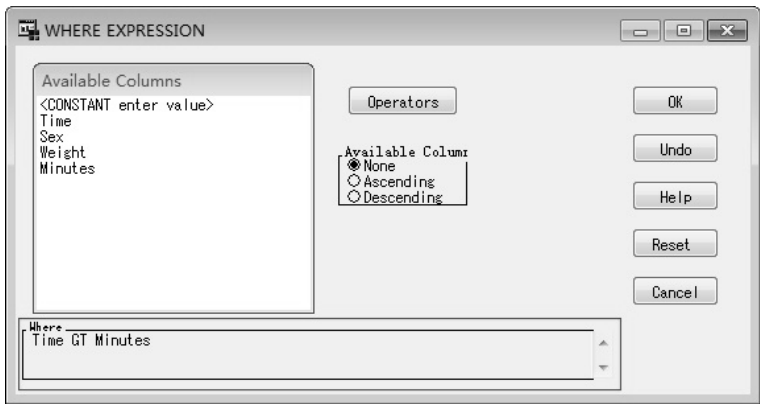 WHERE EXPRESSION
Available Columns
<CONSTANT enter value>
Time
Sex
Weight
Minutes
Operators
Available Colum
None
Ascending
Descending
OK
Undo
Help
Reset
Cancel
Where
Time GT Minutes